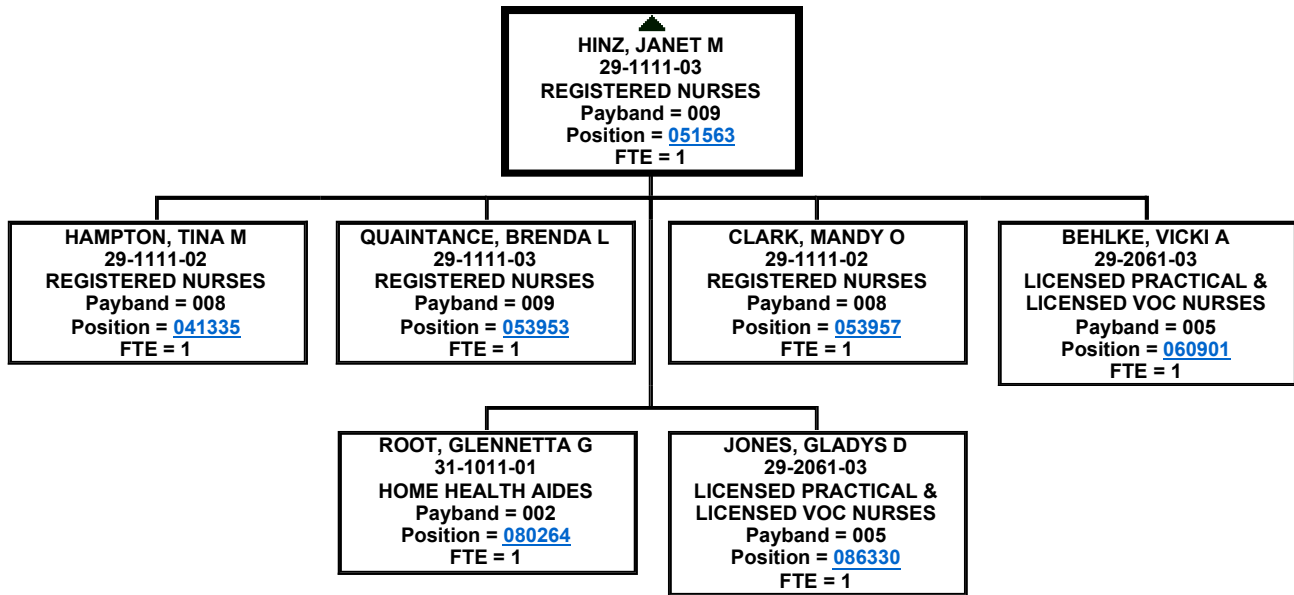 HINZ, JANET M
29-1111-03
REGISTERED NURSES
Payband = 009
Position = 051563
FTE = 1
HAMPTON, TINA M
29-1111-02
REGISTERED NURSES
Payband = 008
Position = 041335
FTE = 1
QUAINTANCE, BRENDA L
29-1111-03
REGISTERED NURSES
Payband = 009
Position = 053953
FTE = 1
CLARK, MANDY O
29-1111-02
REGISTERED NURSES
Payband = 008
Position = 053957
FTE = 1
BEHLKE, VICKI A
29-2061-03
LICENSED PRACTICAL &
LICENSED VOC NURSES
Payband = 005
Position = 060901
FTE = 1
ROOT, GLENNETTA G
31-1011-01
HOME HEALTH AIDES
Payband = 002
Position = 080264
FTE = 1
JONES, GLADYS D
29-2061-03
LICENSED PRACTICAL &
LICENSED VOC NURSES
Payband = 005
Position = 086330
FTE = 1